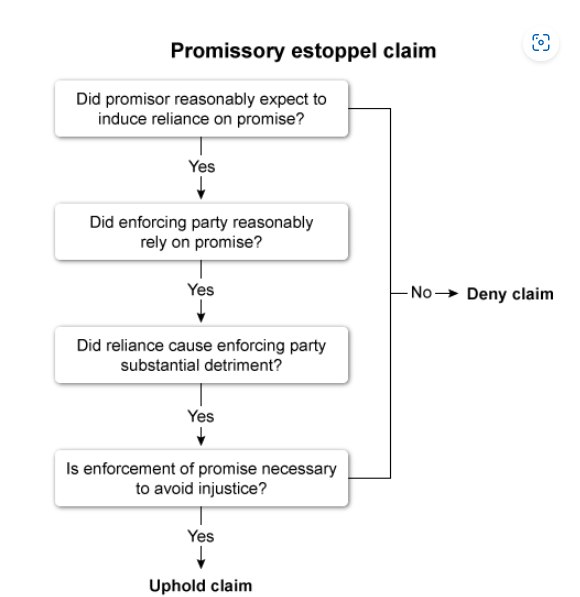 Promissory estoppel claim
Did promisor reasonably expect to
induce reliance on promise?
Yes
Did enforcing party reasonably
rely on promise?
Yes
No
Deny claim
Did reliance cause enforcing party
substantial detriment?
Yes
Is enforcement of promise necessary
to avoid injustice?
Yes
Uphold claim